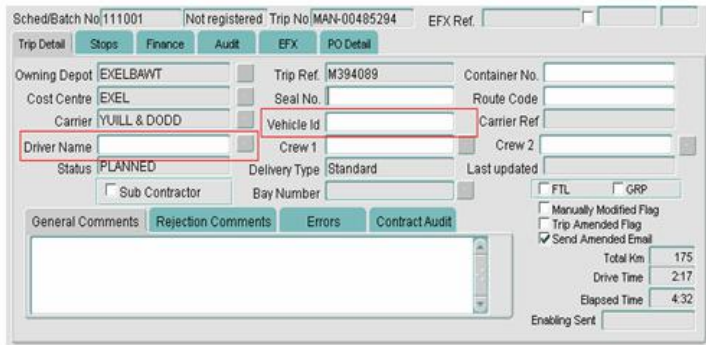 Sched/Batch No 111001 Not registered Trip No MAN-00485294 EFX Ref.
Trip Detail Stops Finance Audit EFX PO Detail
Owning Depot EXELBAWT Trip Ref. M394089 Container No.
Cost Centre EXEL Seal No. Route Code
Carrier YUILL & DODD Vehicle Id Carrier Ref
Driver Name Crew 1 Crew 2
Status PLANNED Delivery Type Standard Last updated
Sub Contractor Bay Number FTL GRP
General Comments Rejection Comments Errors Contract Audit
Manually Modified Flag
Trip Amended Flag
Send Amended Email
Total Km 175
Drive Time 2:17
Elapsed Time 4:32
Enabling Sent